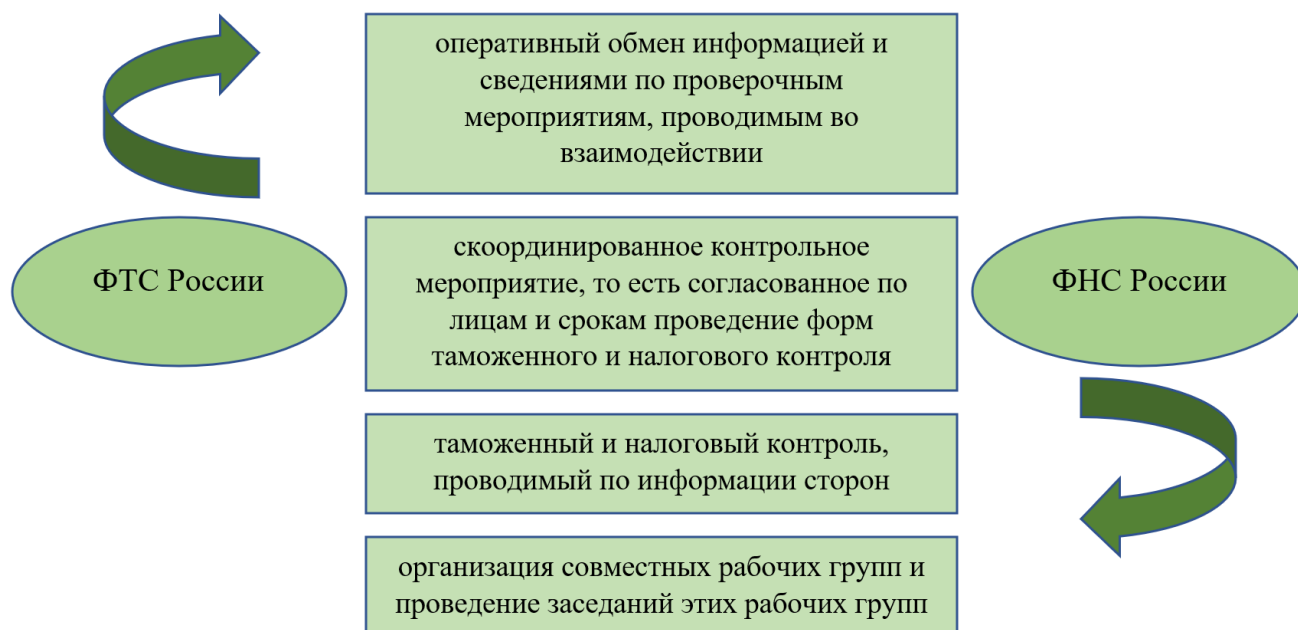 оперативный обмен информацией и
сведениями по проверочным
мероприятиям, проводимым во
взаимодействии
ФТС России
скоординированное контрольное
мероприятие, то есть согласованное по
лицам и срокам проведение форм
таможенного и налогового контроля
ФНС России
таможенный и налоговый контроль,
проводимый по информации сторон
организация совместных рабочих групп и
проведение заседаний этих рабочих групп